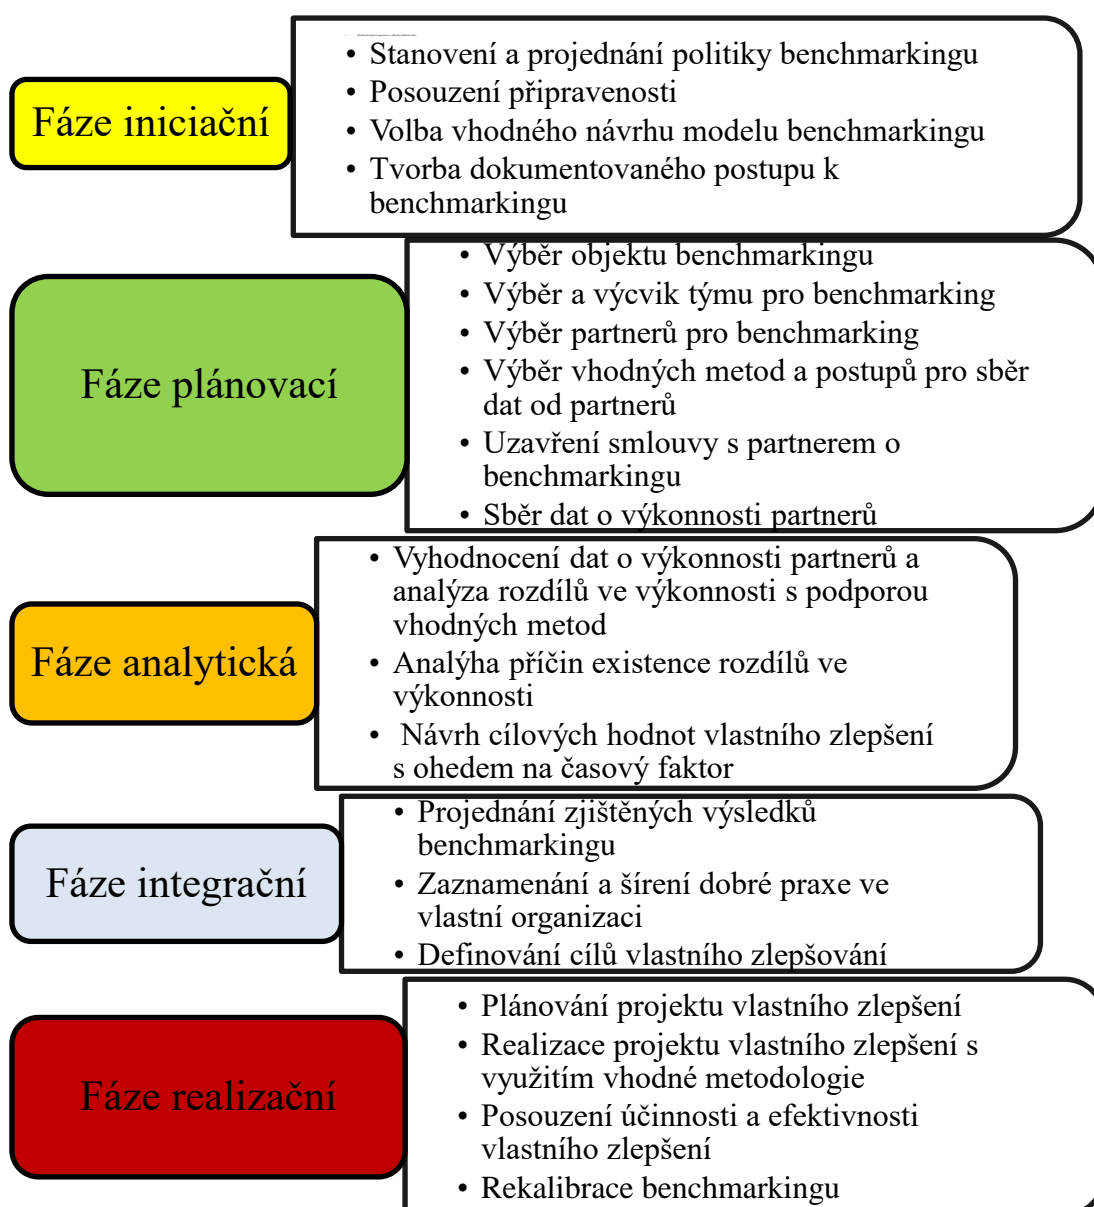 Fáze iniciační
• Stanovení a projednání politiky benchmarkingu
• Posouzení připravenosti
• Volba vhodného návrhu modelu benchmarkingu
• Tvorba dokumentovaného postupu k
benchmarkingu
Fáze plánovací
• Výběr objektu benchmarkingu
• Výběr a výcvik týmu pro benchmarking
• Výběr partnerů pro benchmarking
• Výběr vhodných metod a postupů pro sběr
dat od partnerů
• Uzavření smlouvy s partnerem o
benchmarkingu
• Sběr dat o výkonnosti partnerů
Fáze analytická
• Vyhodnocení dat o výkonnosti partnerů a
analýza rozdílů ve výkonnosti s podporou
vhodných metod
• Analýha příčin existence rozdílů ve
výkonnosti
• Návrh cílových hodnot vlastního zlepšení
s ohedem na časový faktor
Fáze integrační
• Projednání zjištěných výsledků
benchmarkingu
• Zaznamenání a šírení dobré praxe ve
vlastní organizaci
• Definování cílů vlastního zlepšování
Fáze realizační
• Plánování projektu vlastního zlepšení
• Realizace projektu vlastního zlepšení s
využitím vhodné metodologie
• Posouzení účinnosti a efektivnosti
vlastního zlepšení
• Rekalibrace benchmarkingu